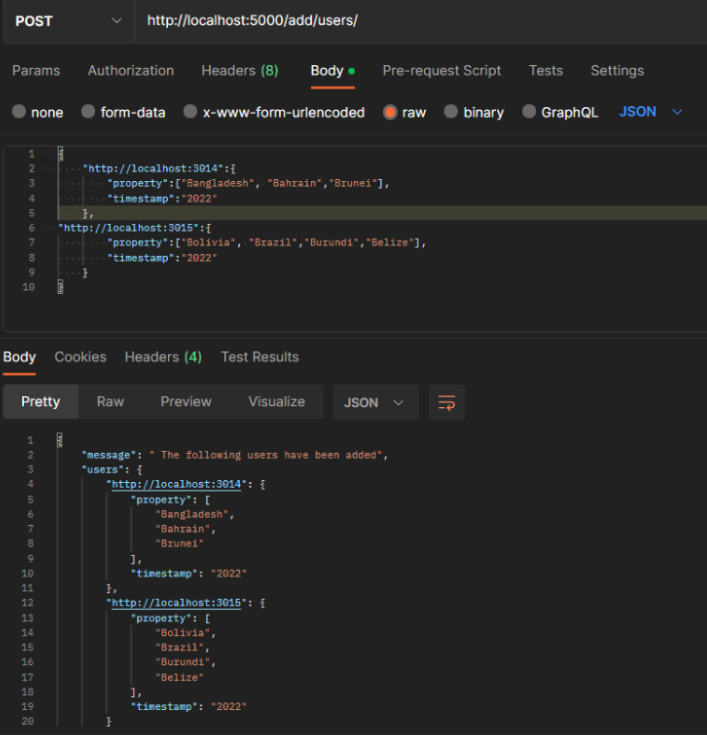 POST http://localhost:5000/add/users/
Params Authorization Headers (8) Body Pre-request Script Tests Settings
none form-data x-www-form-urlencoded raw binary GraphQL JSON
1 {
2 "http://localhost:3014":{
3 "property":["Bangladesh", "Bahrain","Brunei"],
4 "timestamp":"2022"
5 },
6 "http://localhost:3015":{
7 "property":["Bolivia", "Brazil","Burundi","Belize"],
8 "timestamp":"2022"
9 }
10 }
Body Cookies Headers (4) Test Results
Pretty Raw Preview Visualize JSON
1 {
2 "message": " The following users have been added",
3 "users": {
4 "http://localhost:3014": {
5 "property": [
6 "Bangladesh",
7 "Bahrain",
8 "Brunei"
9 ],
10 "timestamp": "2022"
11 },
12 "http://localhost:3015": {
13 "property": [
14 "Bolivia",
15 "Brazil",
16 "Burundi",
17 "Belize"
18 ],
19 "timestamp": "2022"
20 }